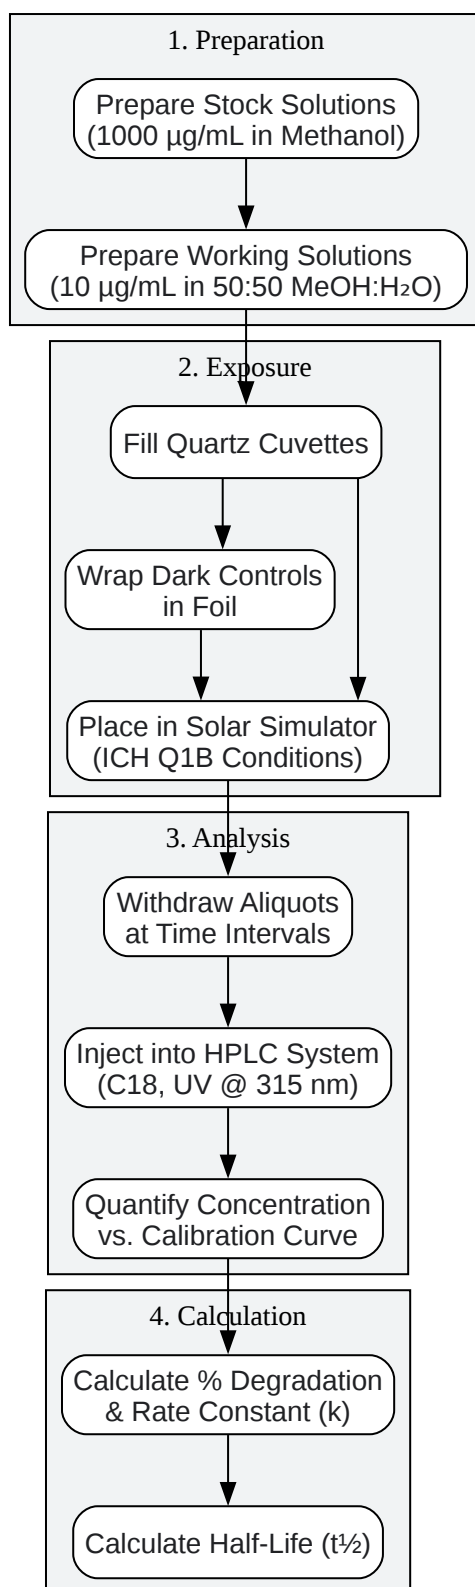 1. Preparation
Prepare Stock Solutions
(1000 µg/mL in Methanol)
Prepare Working Solutions
(10 µg/mL in 50:50 MeOH:H₂O)
2. Exposure
Fill Quartz Cuvettes
Wrap Dark Controls
in Foil
Place in Solar Simulator
(ICH Q1B Conditions)
3. Analysis
Withdraw Aliquots
at Time Intervals
Inject into HPLC System
(C18, UV @ 315 nm)
Quantify Concentration
vs. Calibration Curve
4. Calculation
Calculate % Degradation
& Rate Constant (k)
Calculate Half-Life (t½)